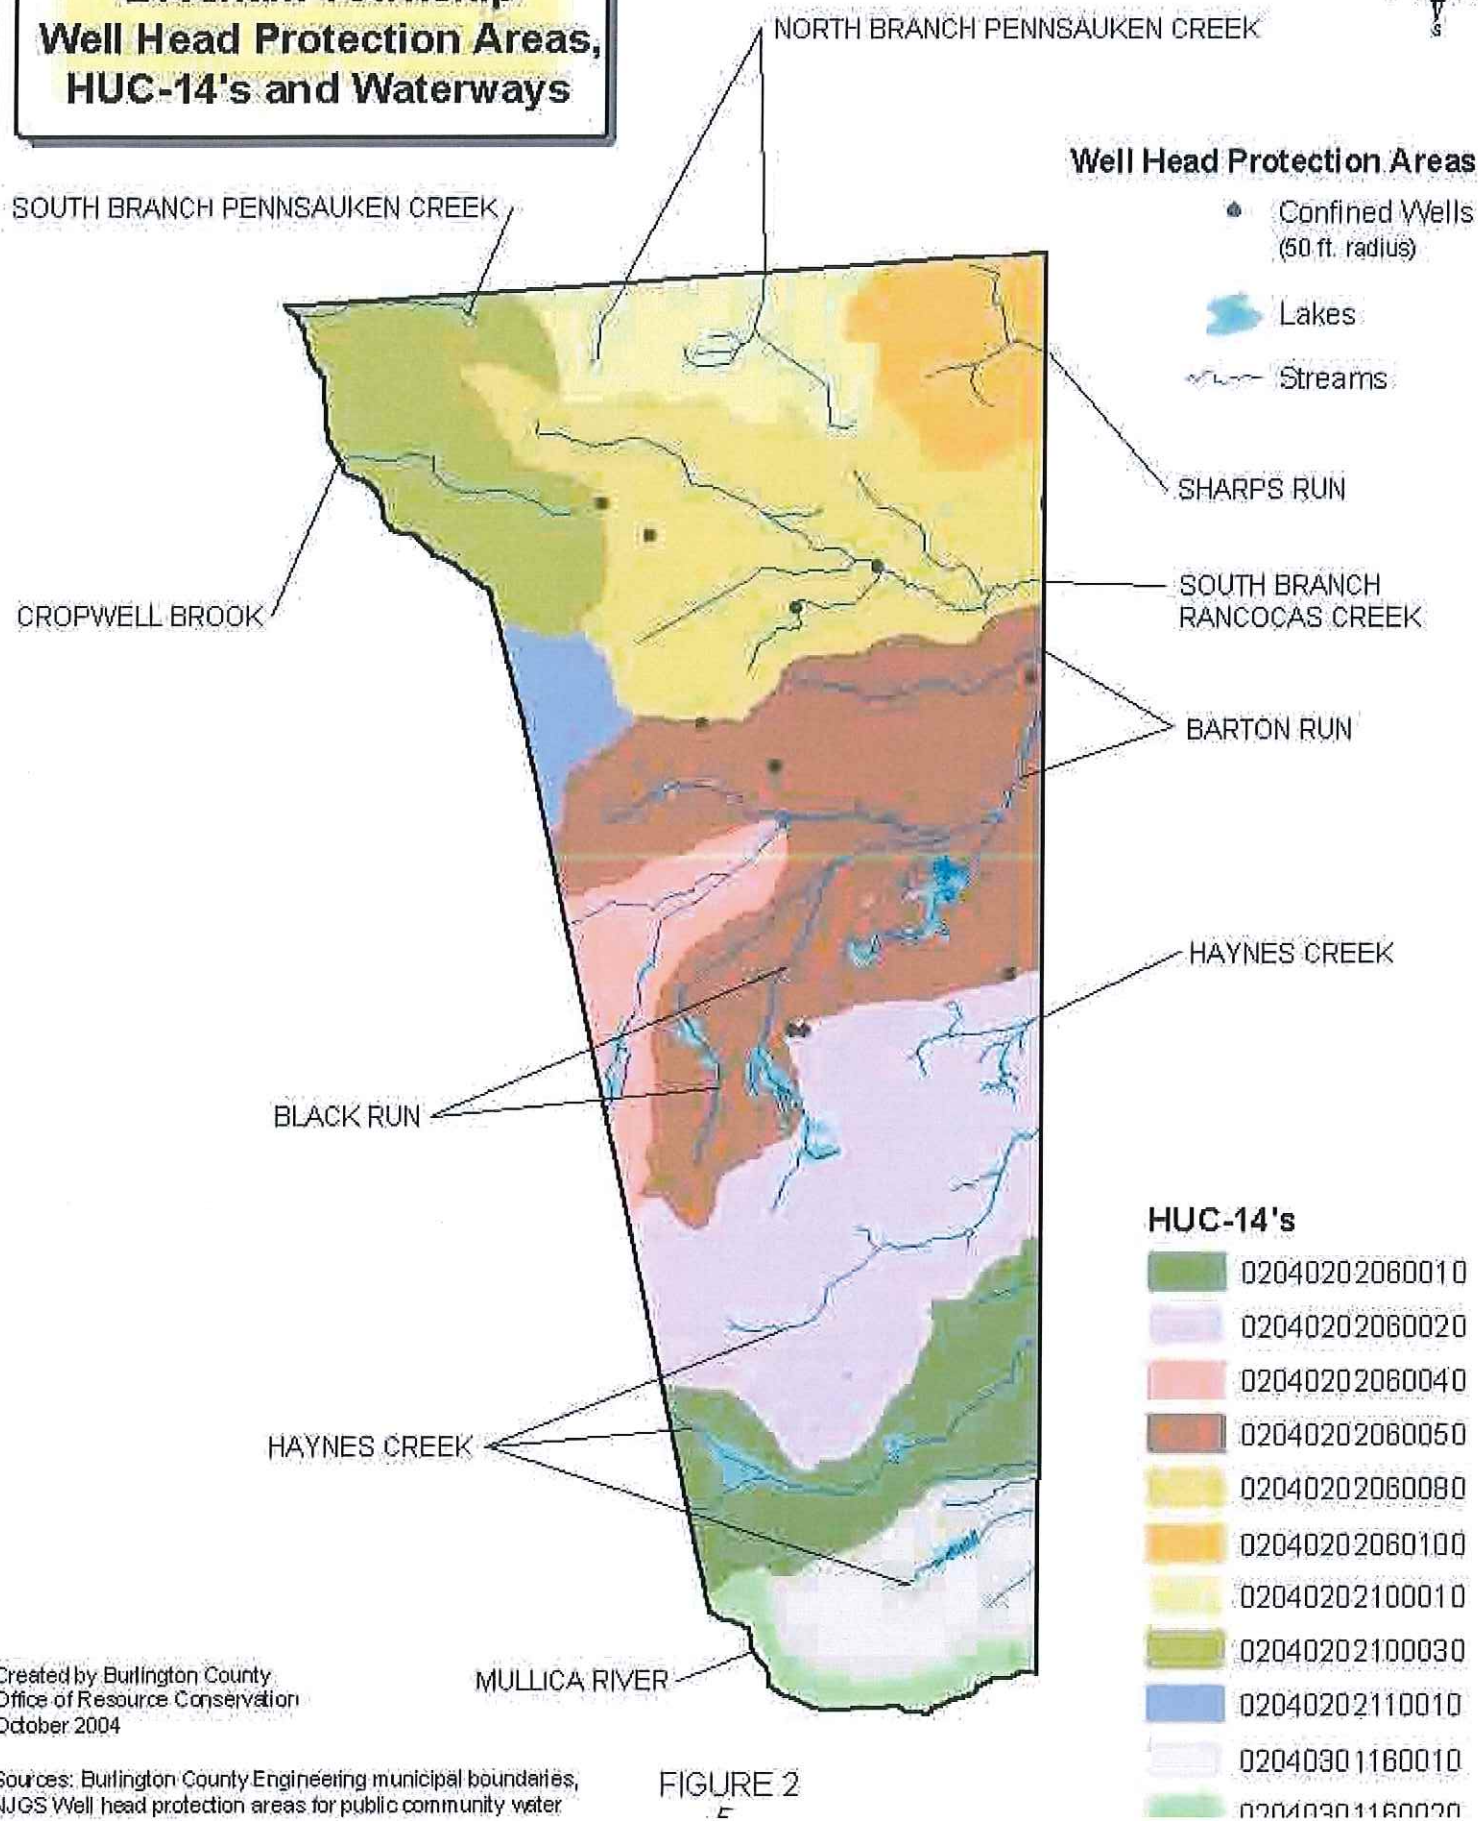 Well Head Protection Areas,
HUC-14's and Waterways
NORTH BRANCH PENNSAUKEN CREEK
S
Well Head Protection Areas
Confined Wells
(50 ft. radius)
Lakes
Streams
SOUTH BRANCH PENNSAUKEN CREEK
SHARPS RUN
SOUTH BRANCH
RANCOCAS CREEK
CROPWELL BROOK
BARTON RUN
HAYNES CREEK
BLACK RUN
HAYNES CREEK
MULLICA RIVER
HUC-14's
02040202060010
02040202060020
02040202060040
02040202060050
02040202060080
02040202060100
02040202100010
02040202100030
02040202110010
02040301160010
02040301160020
Created by Burlington County
Office of Resource Conservation
October 2004
Sources: Burlington County Engineering municipal boundaries,
NJGS Well head protection areas for public community water
FIGURE 2